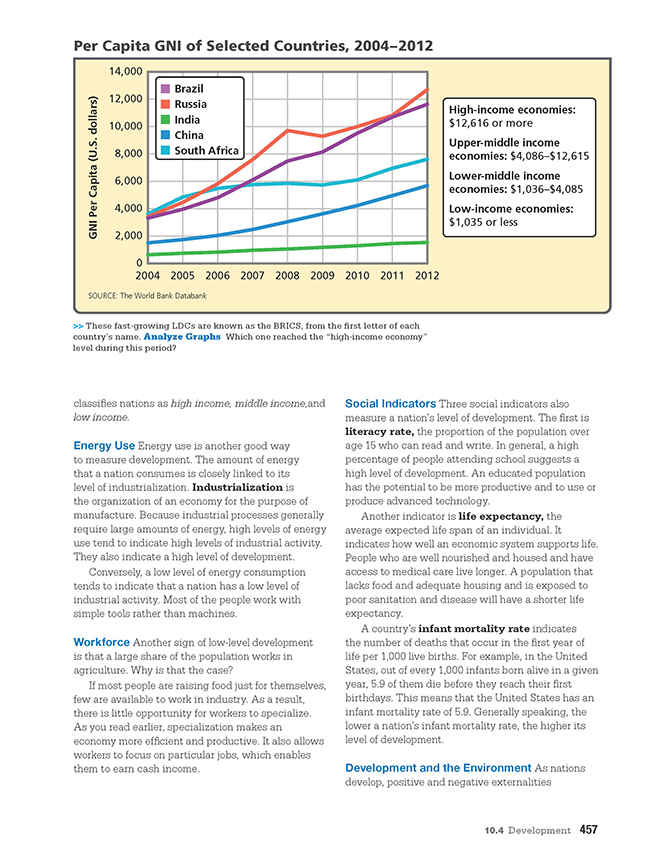 Per Capita GNI of Selected Countries, 2004–2012
GNI Per Capita (U.S. dollars)
14,000
12,000
10,000
8,000
6,000
4,000
2,000
0
Brazil
Russia
India
China
South Africa
2004 2005 2006 2007 2008 2009 2010 2011 2012
SOURCE: The World Bank Databank
High-income economies:
$12,616 or more
Upper-middle income
economies: $4,086–$12,615
Lower-middle income
economies: $1,036–$4,085
Low-income economies:
$1,035 or less
>> These fast-growing LDCs are known as the BRICS, from the first letter of each
country's name. Analyze Graphs Which one reached the “high-income economy”
level during this period?
classifies nations as high income, middle income,and
low income.
Energy Use Energy use is another good way
to measure development. The amount of energy
that a nation consumes is closely linked to its
level of industrialization. Industrialization is
the organization of an economy for the purpose of
manufacture. Because industrial processes generally
require large amounts of energy, high levels of energy
use tend to indicate high levels of industrial activity.
They also indicate a high level of development.
Conversely, a low level of energy consumption
tends to indicate that a nation has a low level of
industrial activity. Most of the people work with
simple tools rather than machines.
Workforce Another sign of low-level development
is that a large share of the population works in
agriculture. Why is that the case?
If most people are raising food just for themselves,
few are available to work in industry. As a result,
there is little opportunity for workers to specialize.
As you read earlier, specialization makes an
economy more efficient and productive. It also allows
workers to focus on particular jobs, which enables
them to earn cash income.
Social Indicators Three social indicators also
measure a nation's level of development. The first is
literacy rate, the proportion of the population over
age 15 who can read and write. In general, a high
percentage of people attending school suggests a
high level of development. An educated population
has the potential to be more productive and to use or
produce advanced technology.
Another indicator is life expectancy, the
average expected life span of an individual. It
indicates how well an economic system supports life.
People who are well nourished and housed and have
access to medical care live longer. A population that
lacks food and adequate housing and is exposed to
poor sanitation and disease will have a shorter life
expectancy.
A country's infant mortality rate indicates
the number of deaths that occur in the first year of
life per 1,000 live births. For example, in the United
States, out of every 1,000 infants born alive in a given
year, 5.9 of them die before they reach their first
birthdays. This means that the United States has an
infant mortality rate of 5.9. Generally speaking, the
lower a nation's infant mortality rate, the higher its
level of development.
Development and the Environment As nations
develop, positive and negative externalities
10.4 Development 457